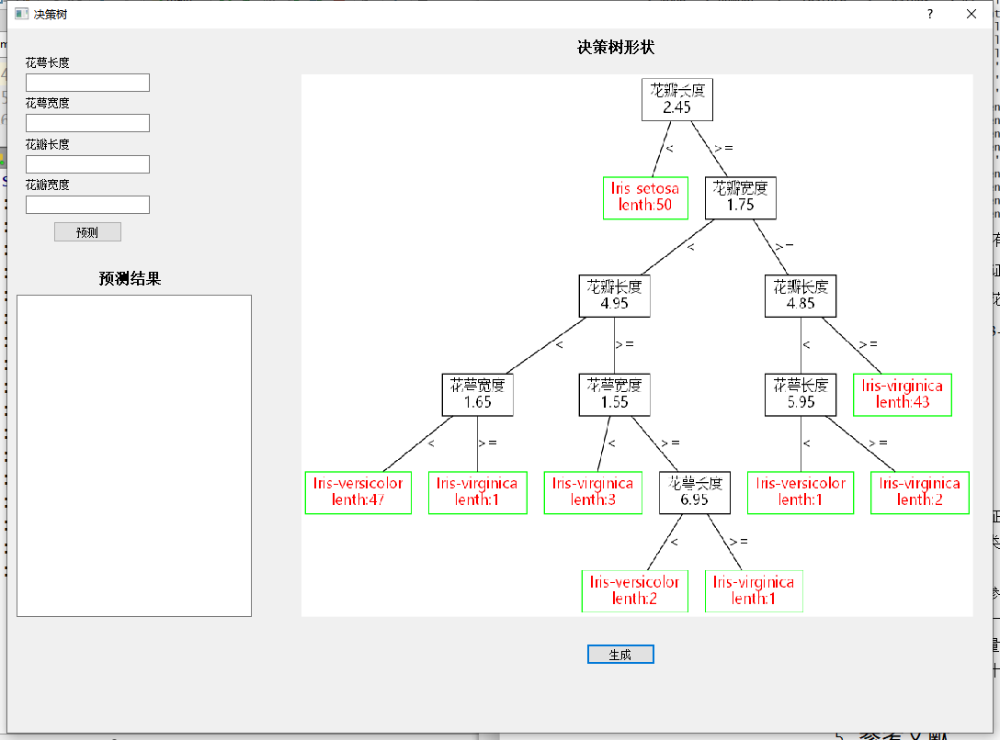 决策树
花萼长度
花萼宽度
花瓣长度
花瓣宽度
预测
预测结果
决策树形状
花瓣长度
2.45
<
>=
Iris-setosa
lenth:50
花瓣宽度
1.75
<
>=
花瓣长度
4.95
花瓣长度
4.85
<
>=
<
>=
花萼宽度
1.65
花萼宽度
1.55
花萼长度
5.95
Iris-virginica
lenth:43
<
>=
<
>=
<
>=
Iris-versicolor
lenth:47
Iris-virginica
lenth:1
Iris-virginica
lenth:3
花萼长度
6.95
Iris-versicolor
lenth:1
Iris-virginica
lenth:2
<
>=
Iris-versicolor
lenth:2
Iris-virginica
lenth:1
生成